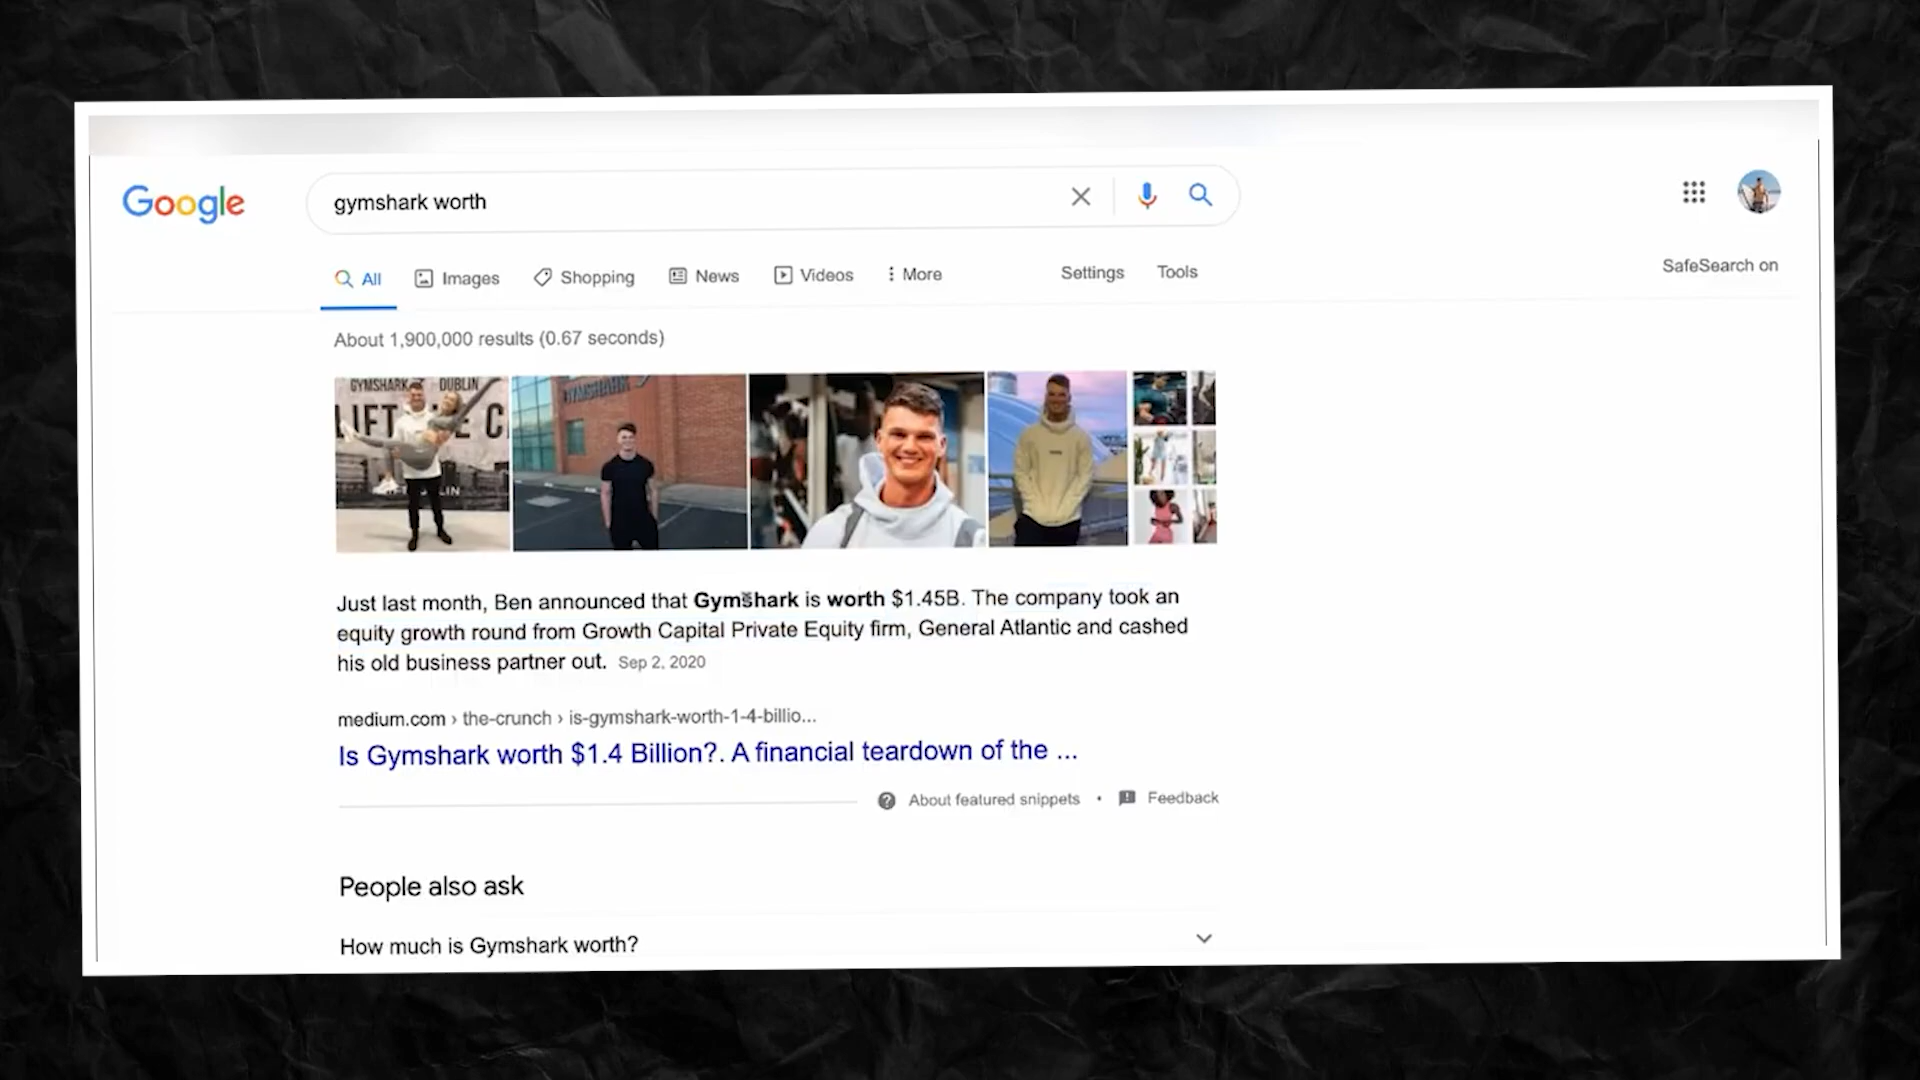 Google
gymshark worth
All Images Shopping News Videos More Settings Tools
SafeSearch on
About 1,900,000 results (0.67 seconds)
GYMSHARK DUBLIN
LIFT
GYMSHARK
Just last month, Ben announced that Gymshark is worth $1.45B. The company took an
equity growth round from Growth Capital Private Equity firm, General Atlantic and cashed
his old business partner out. Sep 2, 2020
medium.com › the-crunch › is-gymshark-worth-1-4-billio...
Is Gymshark worth $1.4 Billion?. A financial teardown of the ...
About featured snippets • Feedback
People also ask
How much is Gymshark worth?